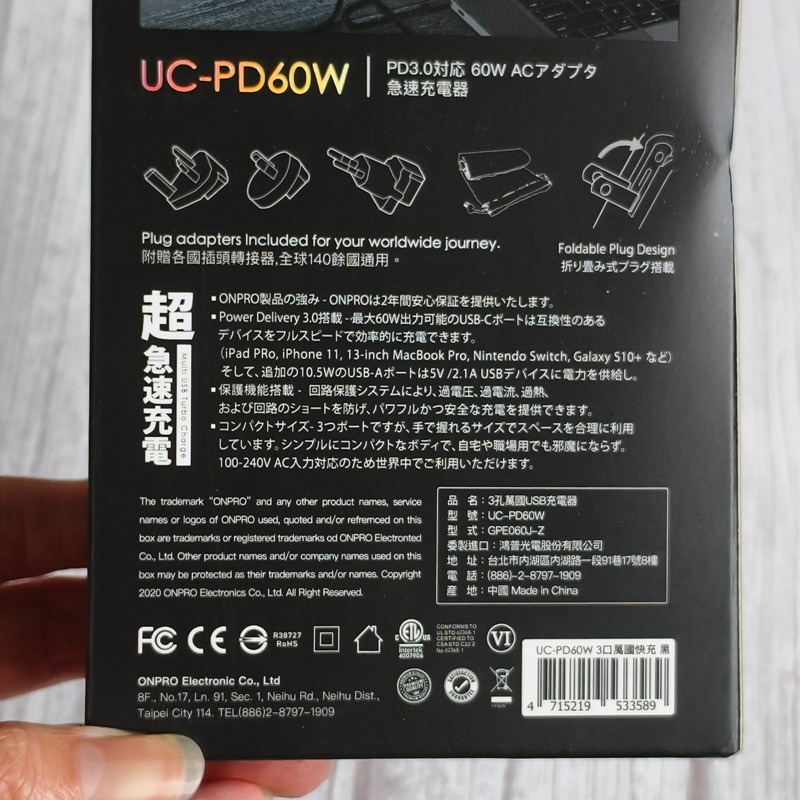 UC-PD60W
PD3.0対応 60W ACアダプタ
急速充電器
Plug adapters Included for your worldwide journey.
附贈各國插頭轉接器,全球140餘國通用。
Foldable Plug Design
折り畳み式プラグ搭載
超急速充電
Multi USB Turbo Charge
▪ONPRO製品の強み - ONPROは2年間安心保証を提供いたします。
▪Power Delivery 3.0搭載 - 最大60W出力可能のUSB-Cポートは互換性のある
デバイスをフルスピードで効率的に充電できます。
(iPad PRo, iPhone 11, 13-inch MacBook Pro, Nintendo Switch, Galaxy S10+ など)
そして、追加の10.5WのUSB-Aポートは5V /2.1A USBデバイスに電力を供給し。
▪保護機能搭載 - 回路保護システムにより、過電圧、過電流、過熱、
および回路のショートを防げ、パワフルかつ安全な充電を提供できます。
▪コンパクトサイズ- 3つポートですが、手で握れるサイズでスペースを合理に利用
しています。シンプルにコンパクトなボディで、自宅や職場用でも邪魔にならず。
100-240V AC入力対応のため世界中でご利用いただけます。
The trademark "ONPRO" and any other product names, service
names or logos of ONPRO used, quoted and/or refremced on this
box are trademarks or registered trademarks od ONPRO Electronted
Co., Ltd. Other product names and/or company names used on this
box may be protected as their trademarks and/or names. Copyright
2020 ONPRO Electronics Co., Ltd. All Right Reserved.
品 名:3孔萬國USB充電器
型 號:UC-PD60W
型 式:GPE060J-Z
委製進口:鴻普光電股份有限公司
地 址:台北市內湖區內湖路一段91巷17號8樓
電 話:(886)-2-8797-1909
產 地:中國 Made in China
FC CE
R38727
RoHS
ETL
US
Intertek
4007906
CONFORMS TO
UL STD 62368-1
CERTIFIED TO
CSA STD C22.2
No.62368-1
VI
ONPRO Electronic Co., Ltd
8F., No.17, Ln. 91, Sec. 1, Neihu Rd., Neihu Dist.,
Taipei City 114. TEL(886)2-8797-1909
SATISFACTION
GUARANTEE
UC-PD60W 3口萬國快充 黑
4 715219 533589